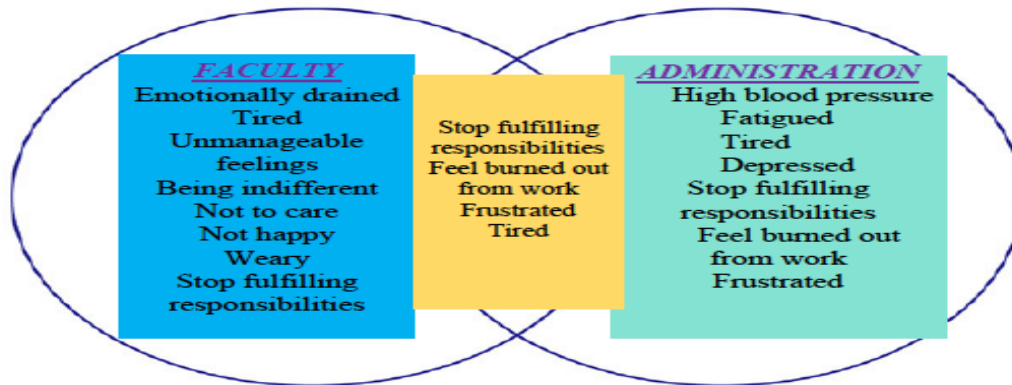 FACULTY
Emotionally drained
Tired
Unmanageable
feelings
Being indifferent
Not to care
Not happy
Weary
Stop fulfilling
responsibilities
Stop fulfilling
responsibilities
Feel burned out
from work
Frustrated
Tired
ADMINISTRATION
High blood pressure
Fatigued
Tired
Depressed
Stop fulfilling
responsibilities
Feel burned out
from work
Frustrated